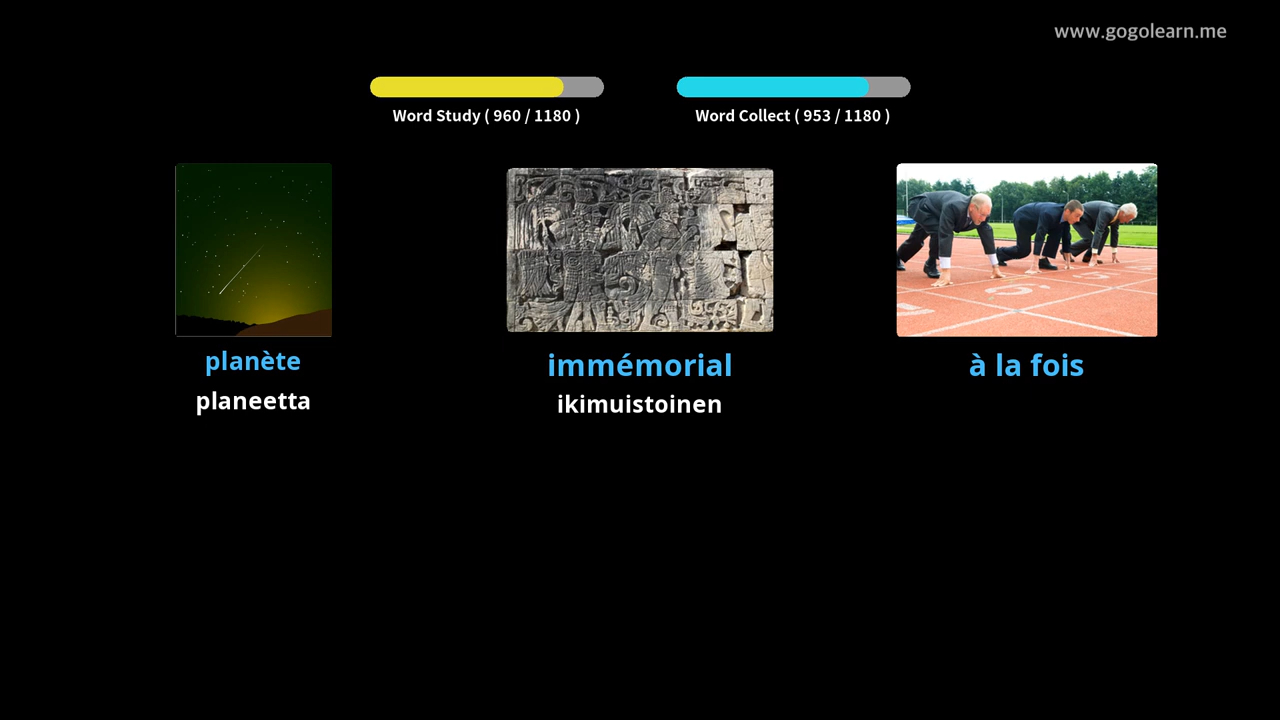 www.gogolearn.me
Word Study ( 960 / 1180 )
Word Collect ( 953 / 1180 )
planète
planeetta
immémorial
ikimuistoinen
à la fois